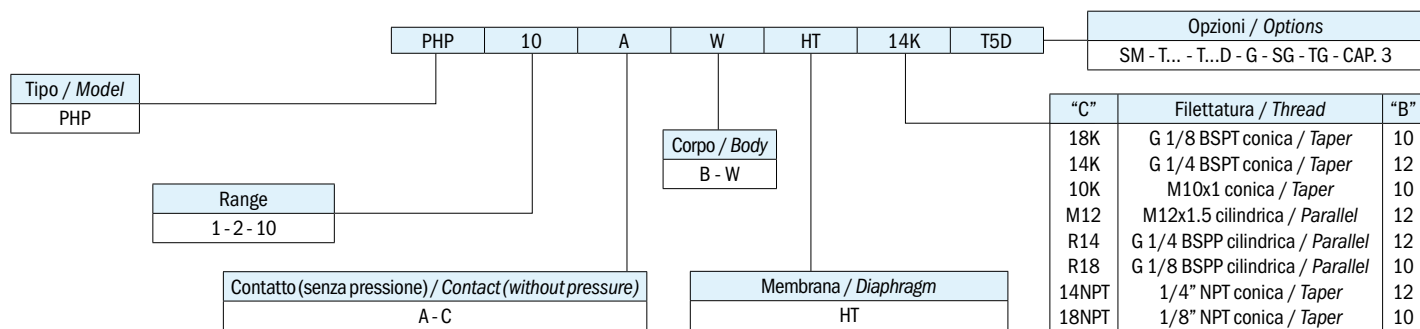 PHP 10 A W HT 14K T5D
Opzioni / Options
SM - T... - T...D - G - SG - TG - CAP. 3
Tipo / Model
PHP
Range
1 - 2 - 10
Contatto (senza pressione) / Contact (without pressure)
A - C
Corpo / Body
B - W
Membrana / Diaphragm
HT
“C” Filettatura / Thread “B”
18K G 1/8 BSPT conica / Taper 10
14K G 1/4 BSPT conica / Taper 12
10K M10x1 conica / Taper 10
M12 M12x1.5 cilindrica / Parallel 12
R14 G 1/4 BSPP cilindrica / Parallel 12
R18 G 1/8 BSPP cilindrica / Parallel 10
14NPT 1/4” NPT conica / Taper 12
18NPT 1/8” NPT conica / Taper 10